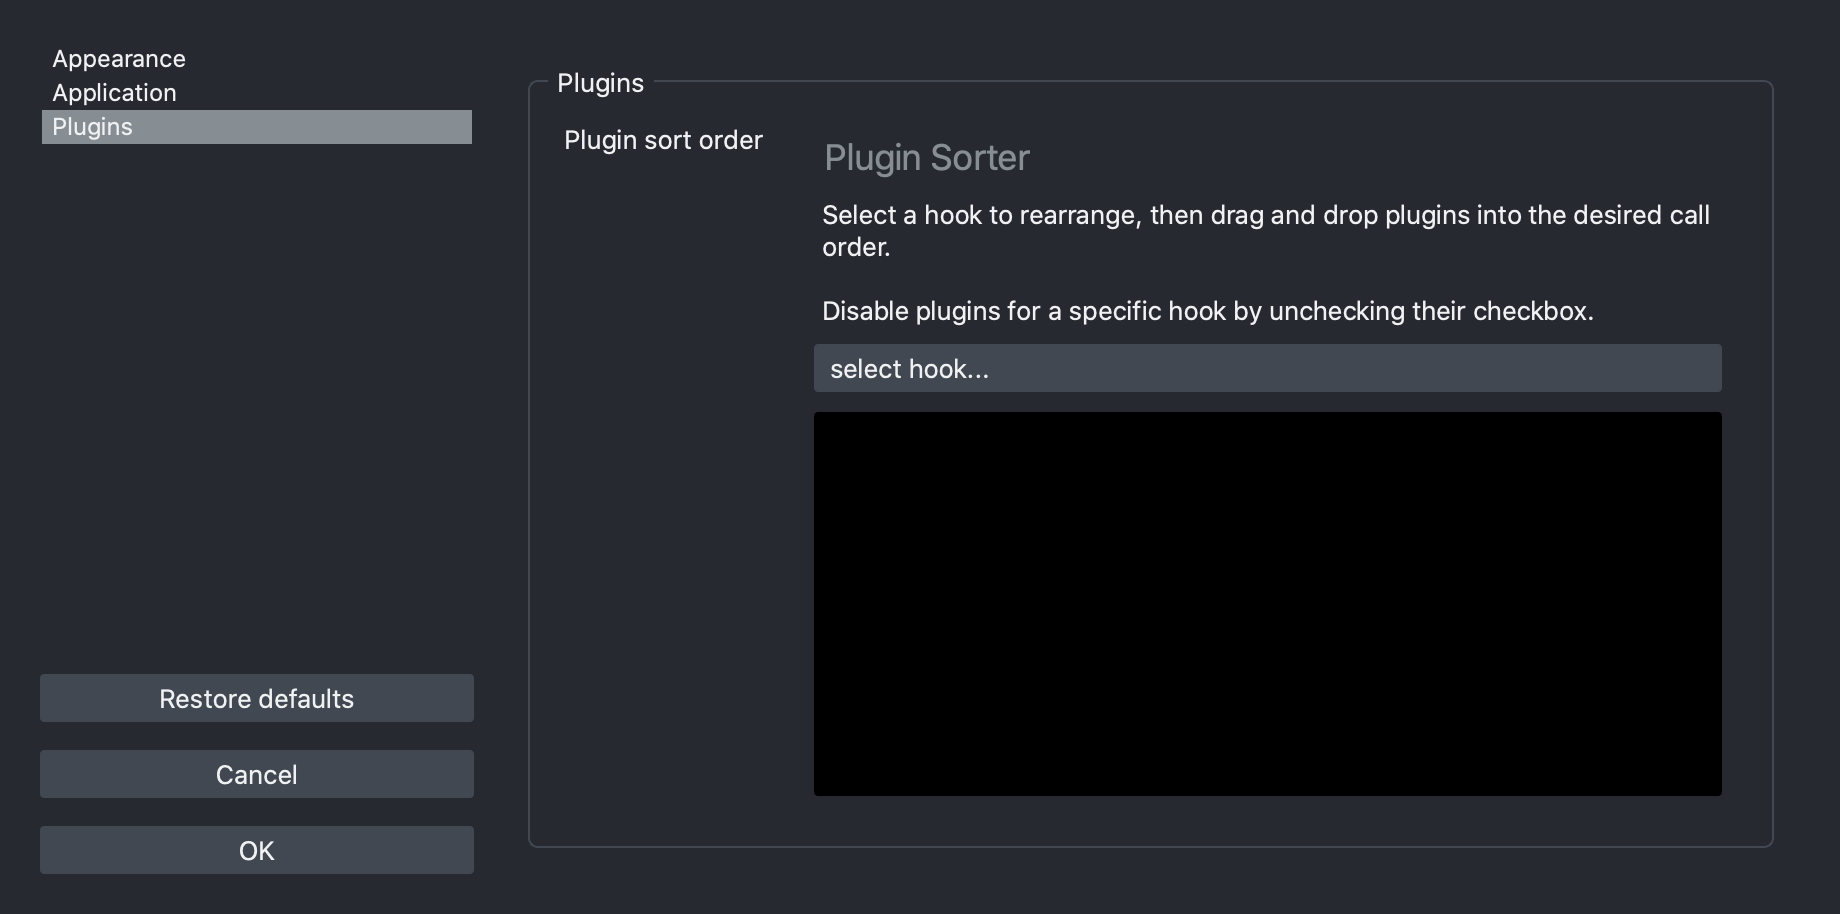 Appearance
Application
Plugins
Restore defaults
Cancel
OK
Plugins
Plugin sort order
Plugin Sorter
Select a hook to rearrange, then drag and drop plugins into the desired call
order.
Disable plugins for a specific hook by unchecking their checkbox.
select hook...